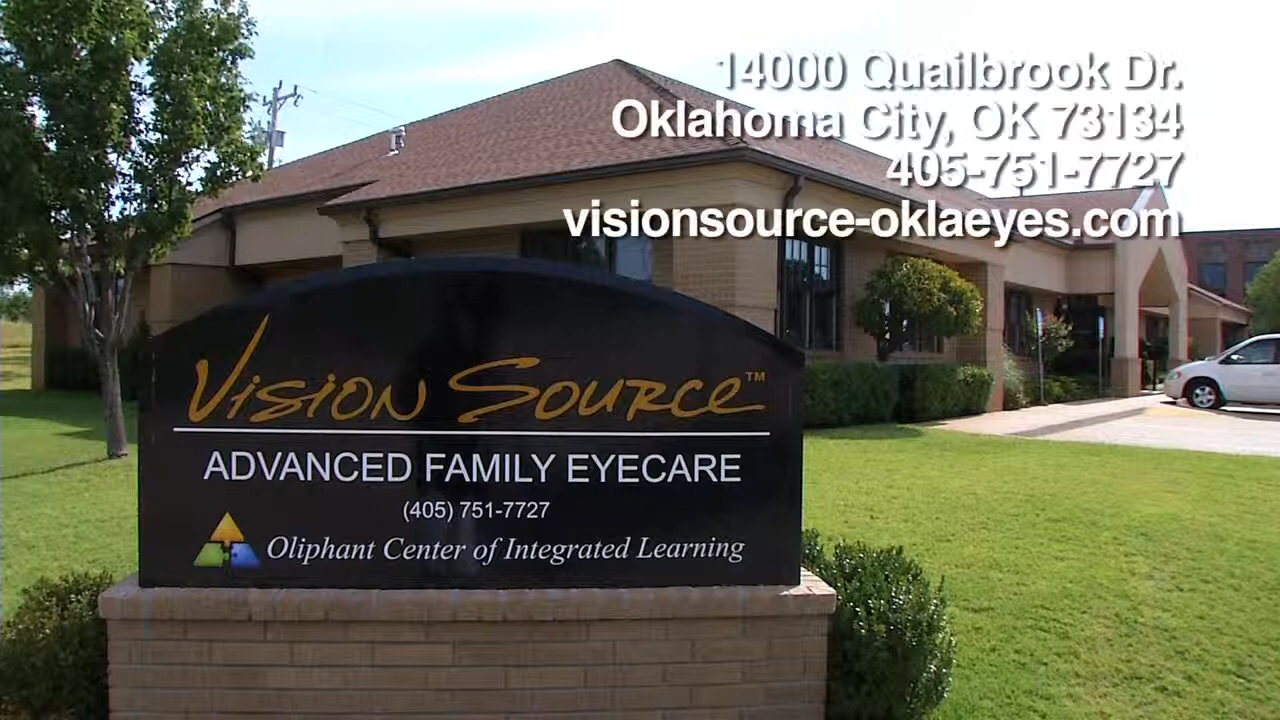 14000 Quailbrook Dr.
Oklahoma City, OK 73134
405-751-7727
visionsource-oklaeyes.com
Vision Source™
ADVANCED FAMILY EYECARE
(405) 751-7727
Oliphant Center of Integrated Learning